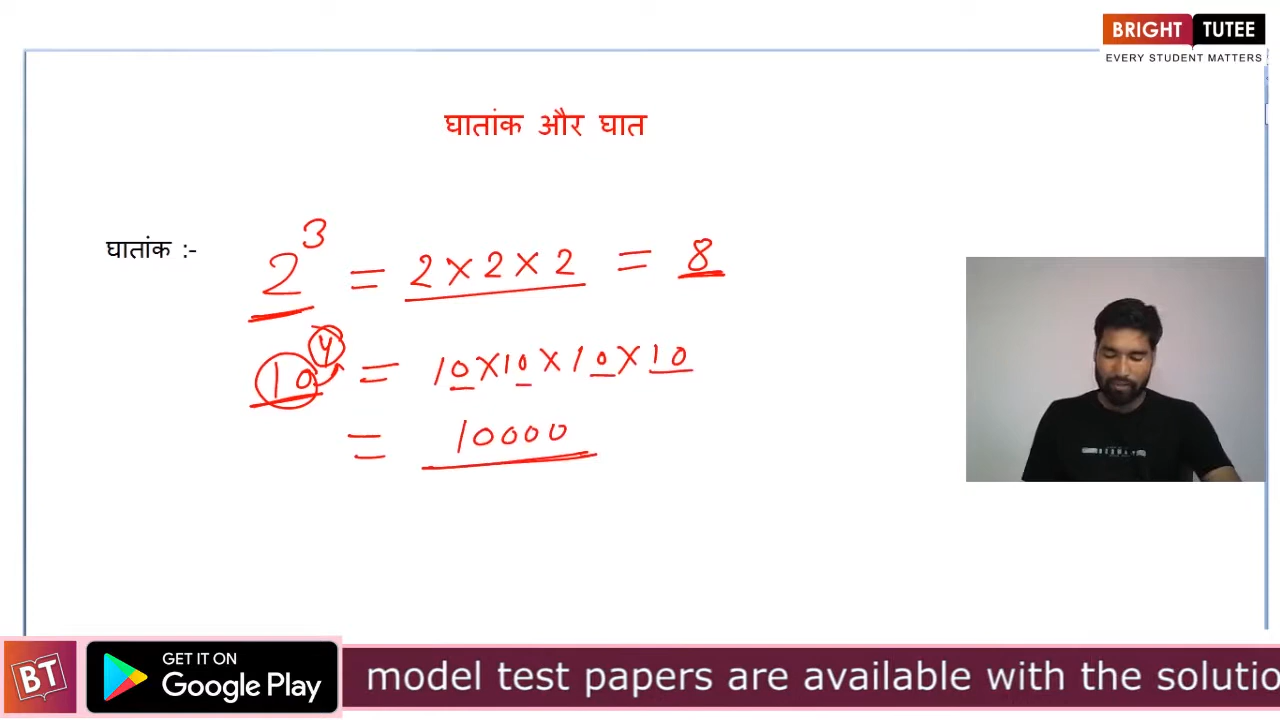 BRIGHT TUTEE
EVERY STUDENT MATTERS
घातांक और घात
घातांक :-
2³ = 2 × 2 × 2 = 8
10⁴ = 10 × 10 × 10 × 10
= 10000
BT
GET IT ON
Google Play
model test papers are available with the solutio